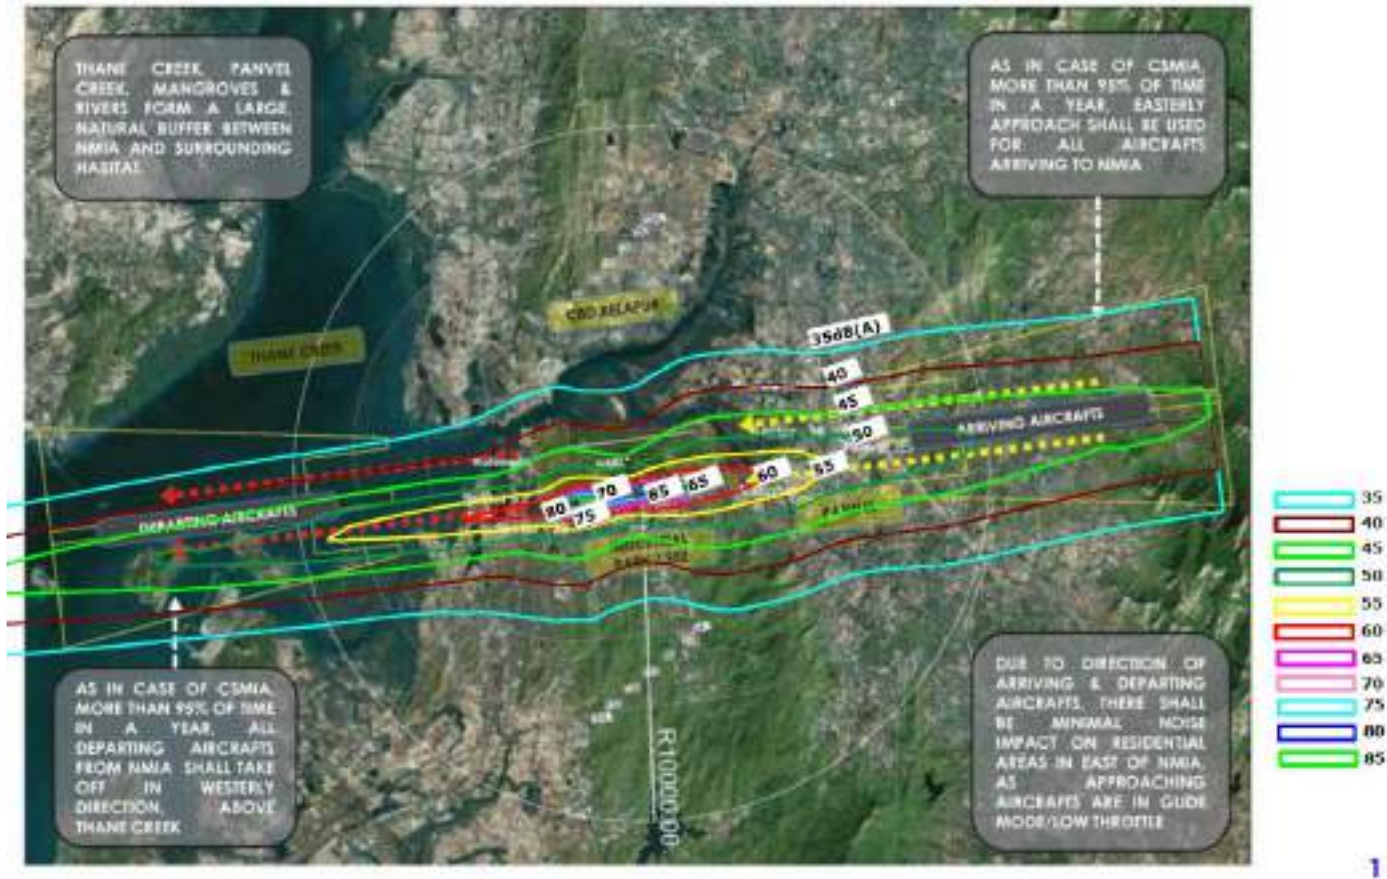 THANE CREEK, PANVEL
CREEK, MANGROVES &
RIVERS FORM A LARGE,
NATURAL BUFFER BETWEEN
NMIA AND SURROUNDING
HABITAT
AS IN CASE OF CSMIA,
MORE THAN 95% OF TIME
IN A YEAR, EASTERLY
APPROACH SHALL BE USED
FOR ALL AIRCRAFTS
ARRIVING TO NMIA
CBD BELAPUR
THANE CREEK
35dB(A)
40
45
50
55
60
65
85
70
80
75
ARRIVING AIRCRAFTS
DEPARTING AIRCRAFTS
R10000.00
AS IN CASE OF CSMIA,
MORE THAN 95% OF TIME
IN A YEAR, ALL
DEPARTING AIRCRAFTS
FROM NMIA SHALL TAKE
OFF IN WESTERLY
DIRECTION, ABOVE
THANE CREEK
DUE TO DIRECTION OF
ARRIVING & DEPARTING
AIRCRAFTS, THERE SHALL
BE MINIMAL NOISE
IMPACT ON RESIDENTIAL
AREAS IN EAST OF NMIA,
AS APPROACHING
AIRCRAFTS ARE IN GLIDE
MODE/LOW THROTTLE
35
40
45
50
55
60
65
70
75
80
85
1